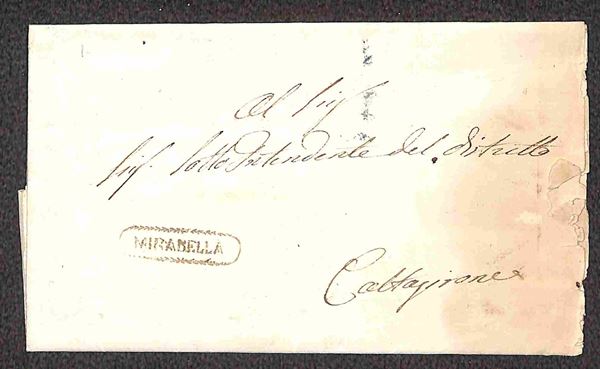 Al Sig.
Sig. Sotto Intendente del Distretto
MIRABELLA
Caltagirone